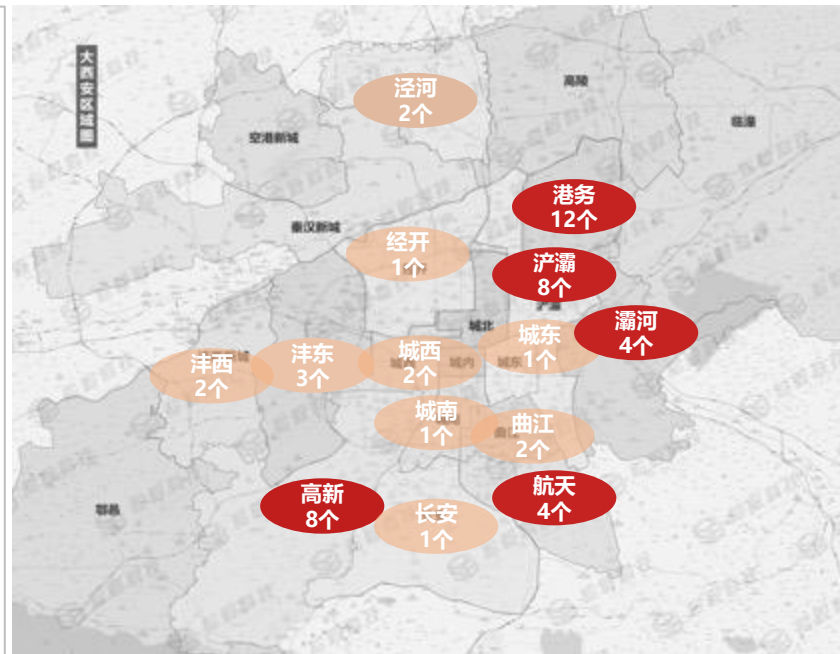 大西安区域图
泾河
2个
高陵
临潼
空港新城
港务
12个
秦汉新城
经开
1个
浐灞
8个
灞河
4个
城北
城东
1个
沣西
2个
沣东
3个
城西
2个
城内
城东
城南
1个
曲江
2个
高新
8个
航天
4个
长安
1个
鄠邑